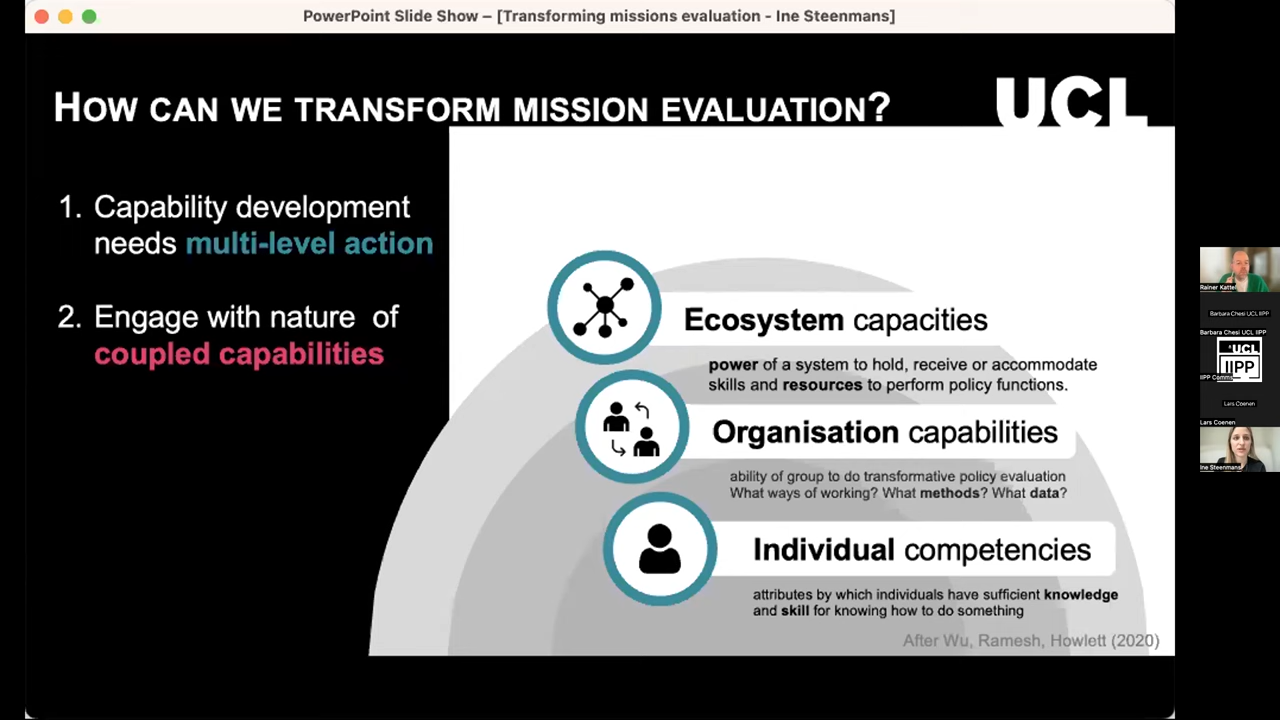 PowerPoint Slide Show – [Transforming missions evaluation - Ine Steenmans]
HOW CAN WE TRANSFORM MISSION EVALUATION?
UCL
1. Capability development
needs multi-level action
2. Engage with nature of
coupled capabilities
Ecosystem capacities
power of a system to hold, receive or accommodate
skills and resources to perform policy functions.
Organisation capabilities
ability of group to do transformative policy evaluation
What ways of working? What methods? What data?
Individual competencies
attributes by which individuals have sufficient knowledge
and skill for knowing how to do something
After Wu, Ramesh, Howlett (2020)
Rainer Kattel
Barbara Chesi UCL IIPP
Barbara Chesi UCL IIPP
UCL
IIPP
IIPP Comms
Lars Coenen
Lars Coenen
Ine Steenmans